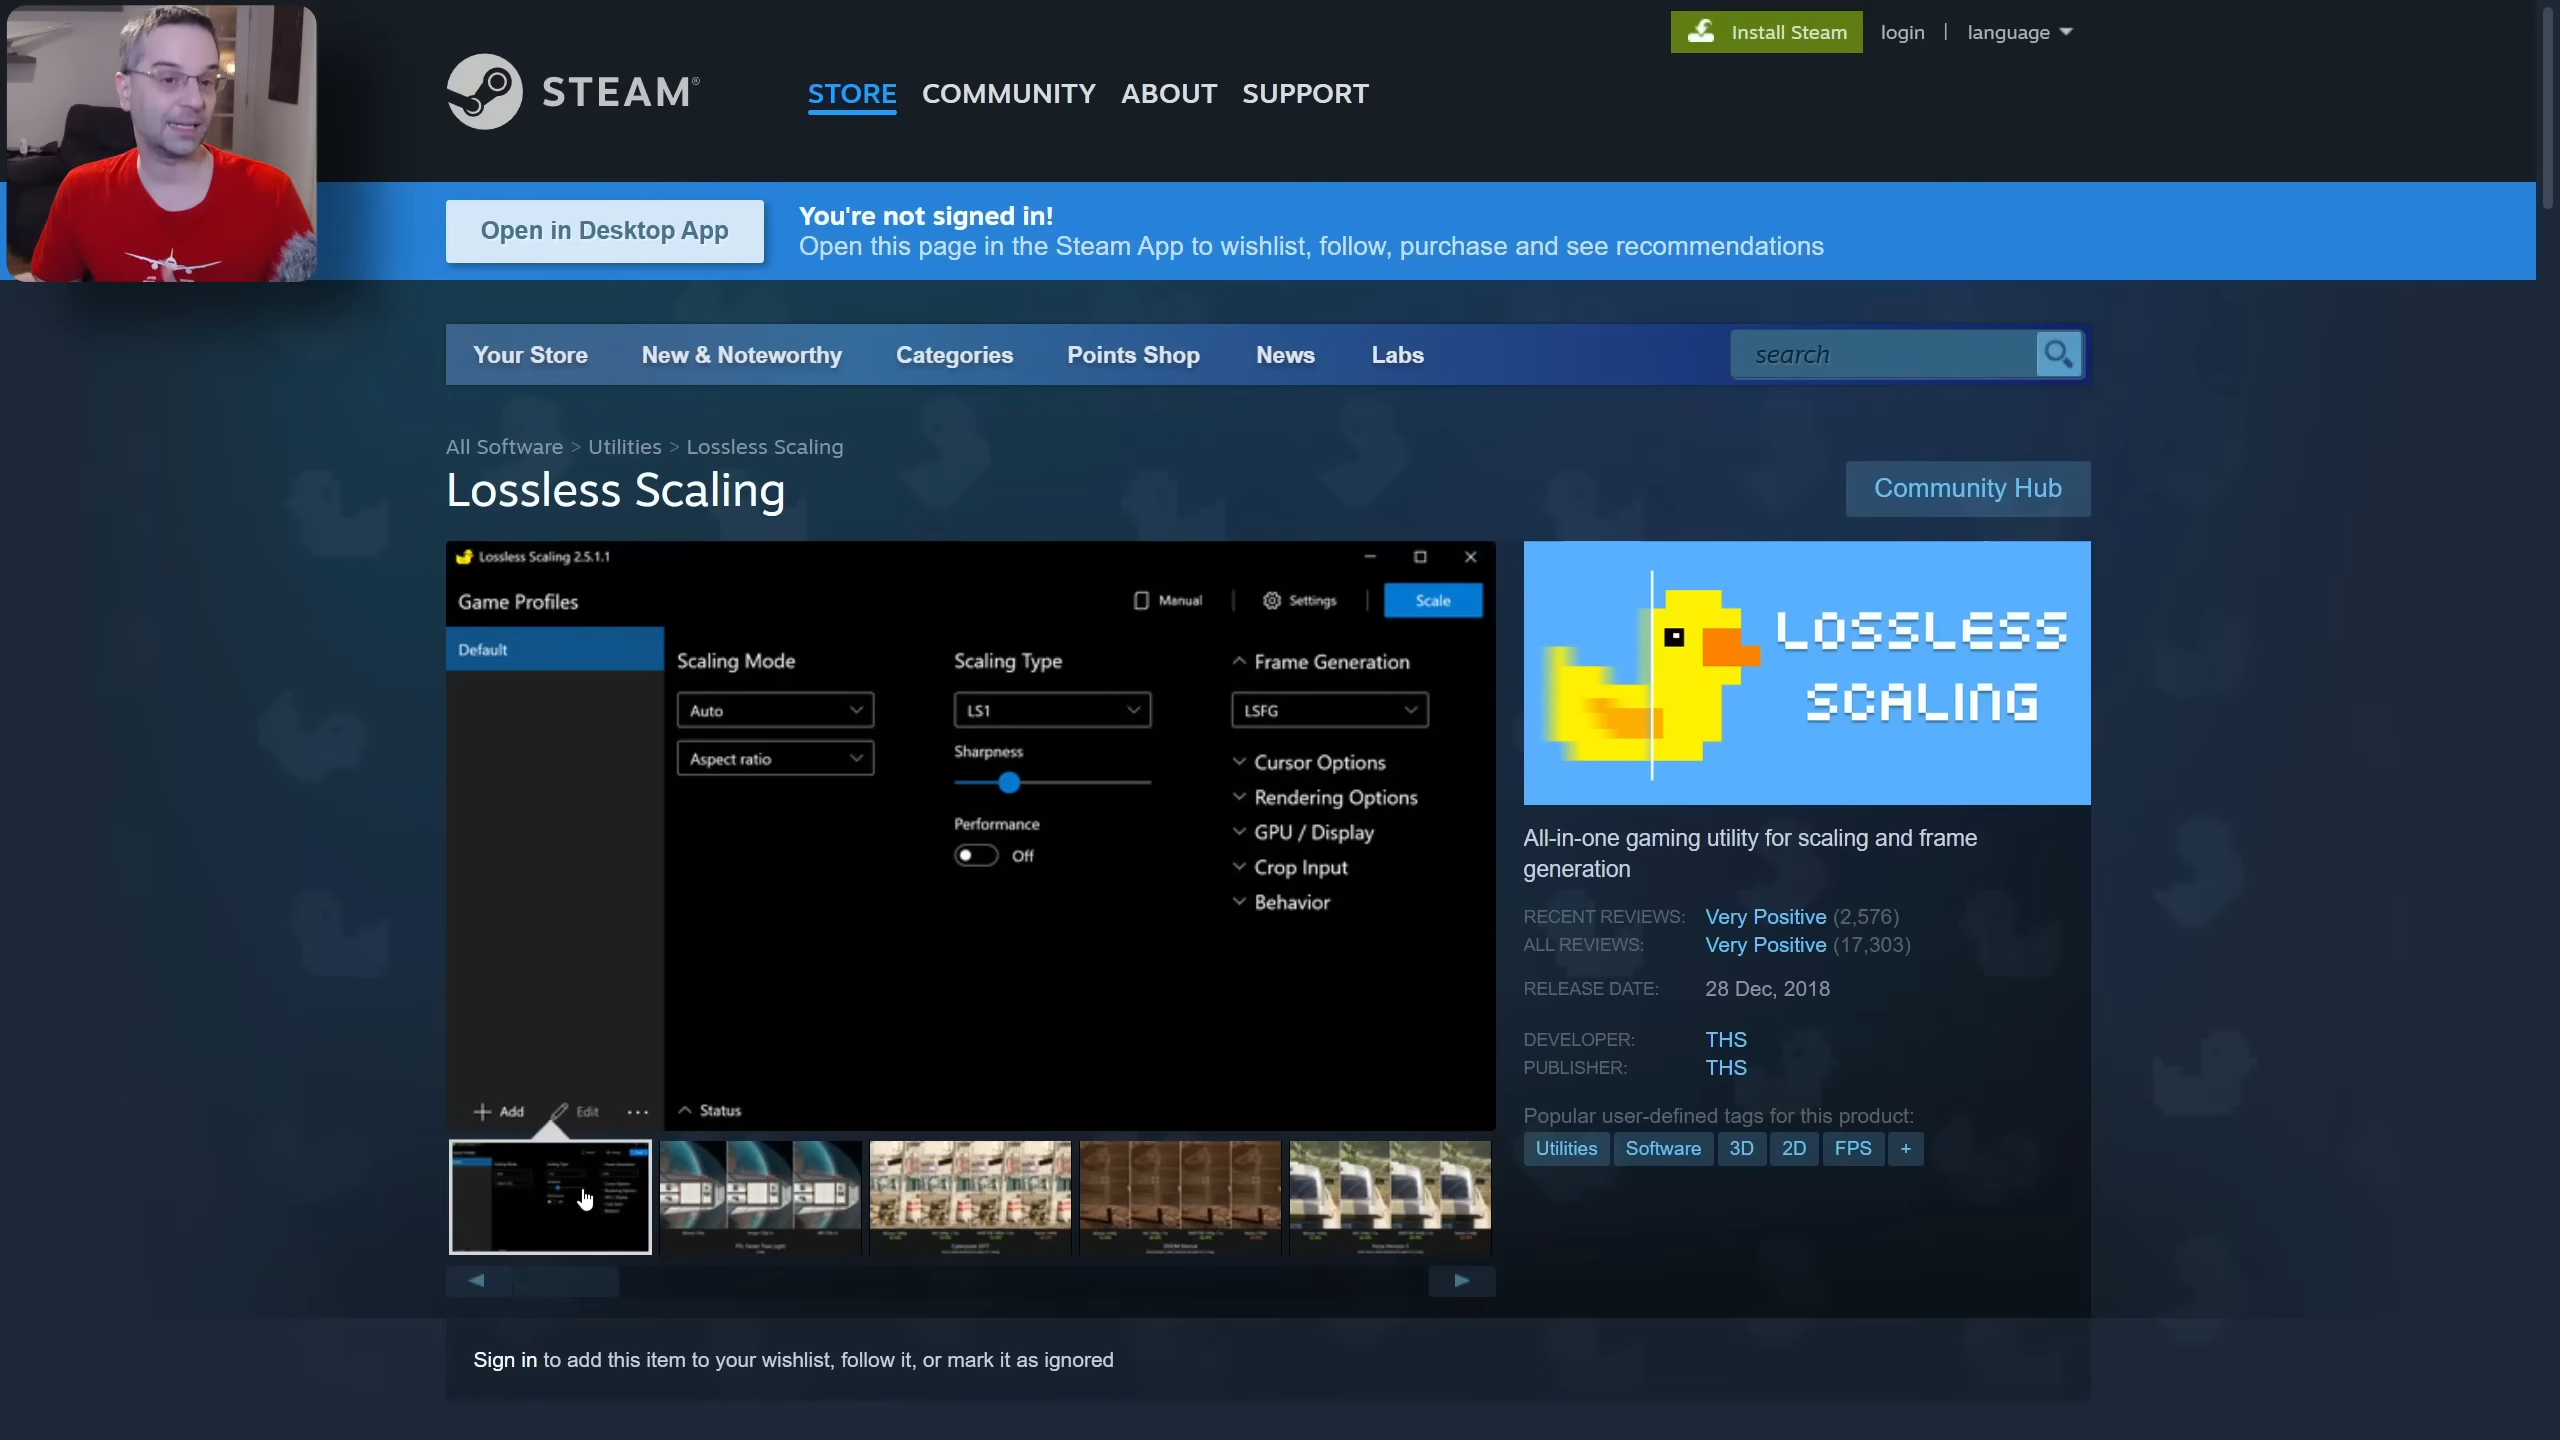 Install Steam
login | language
STEAM®
STORE COMMUNITY ABOUT SUPPORT
Open in Desktop App
You're not signed in!
Open this page in the Steam App to wishlist, follow, purchase and see recommendations
Your Store New & Noteworthy Categories Points Shop News Labs
search
All Software > Utilities > Lossless Scaling
Lossless Scaling
Community Hub
Lossless Scaling 2.5.1.1
Game Profiles
Manual | Settings | Scale
Default
Scaling Mode
Auto
Aspect ratio
Scaling Type
LS1
Sharpness
Performance
Off
Frame Generation
LSFG
Cursor Options
Rendering Options
GPU / Display
Crop Input
Behavior
+ Add Edit ...
Status
LOSSLESS
SCALING
All-in-one gaming utility for scaling and frame
generation
RECENT REVIEWS: Very Positive (2,576)
ALL REVIEWS: Very Positive (17,303)
RELEASE DATE: 28 Dec, 2018
DEVELOPER: THS
PUBLISHER: THS
Popular user-defined tags for this product:
Utilities Software 3D 2D FPS +
Sign in to add this item to your wishlist, follow it, or mark it as ignored